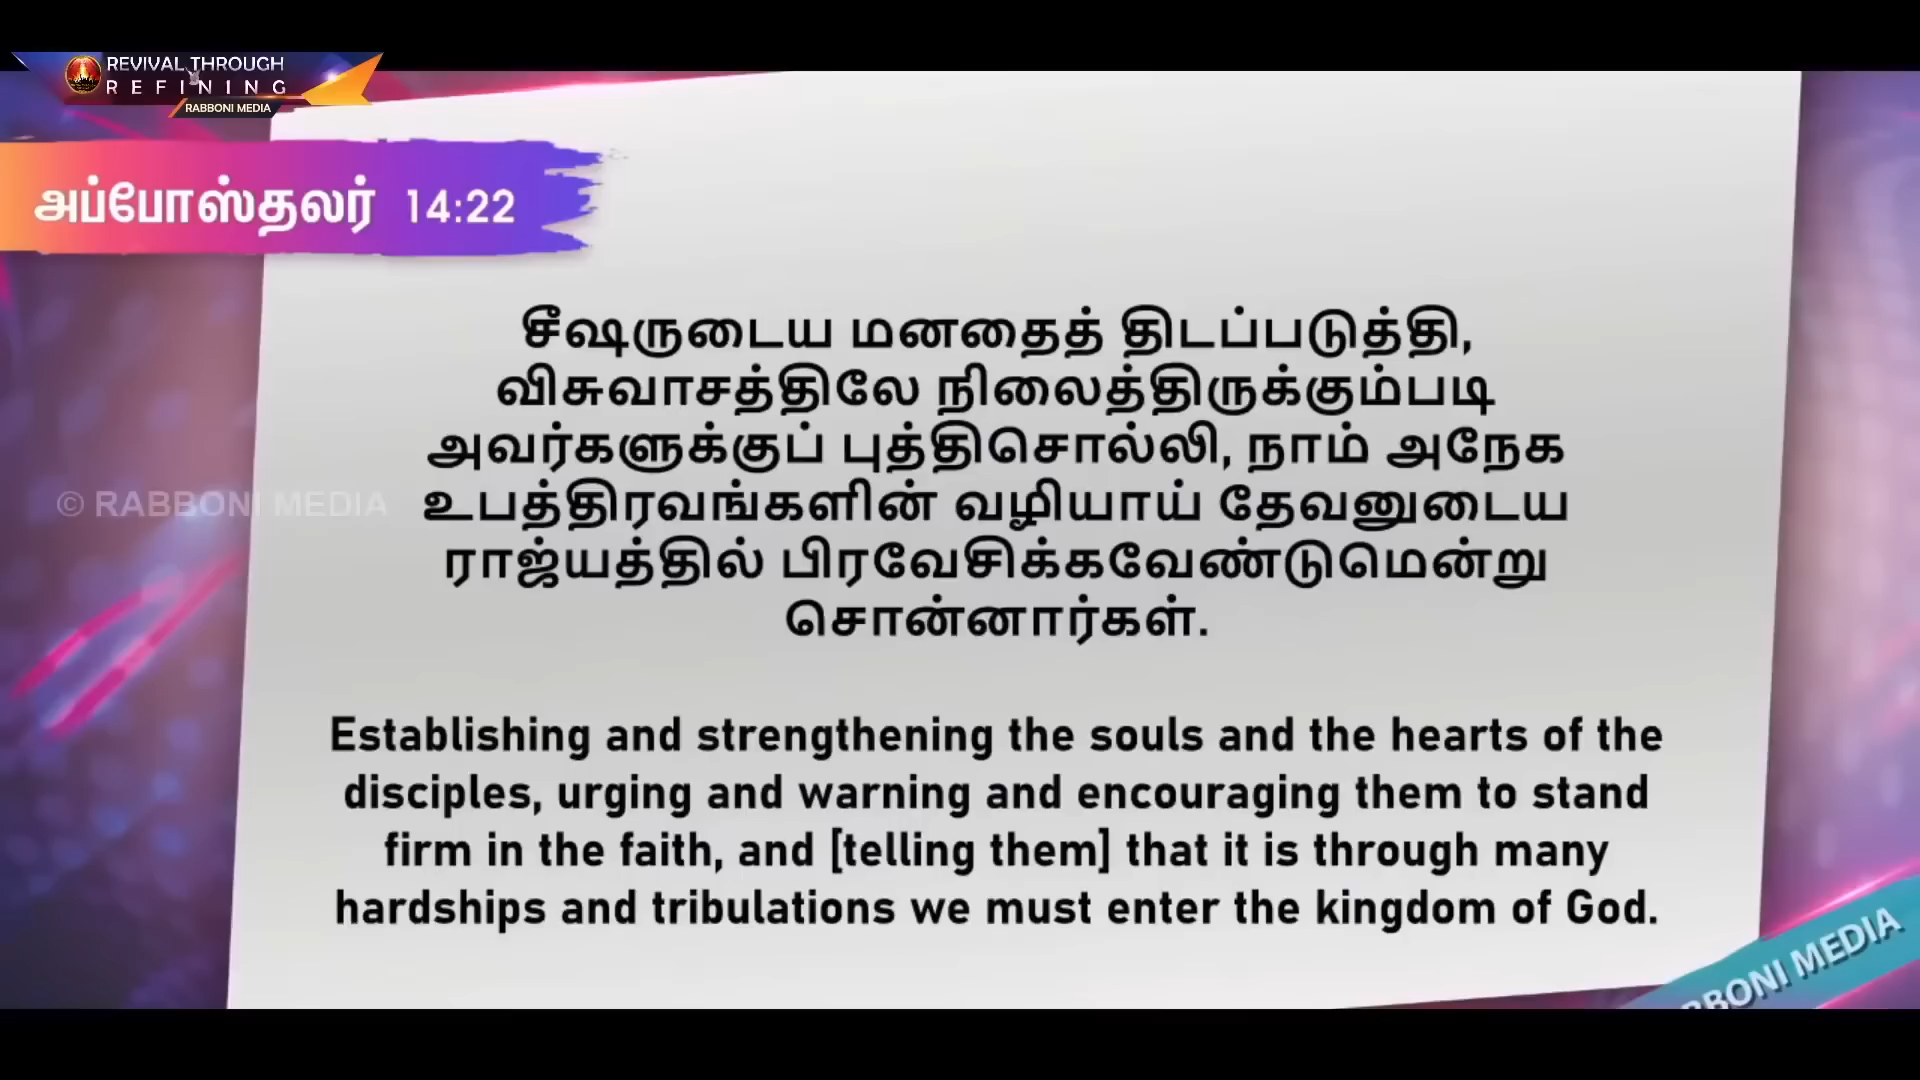 REVIVAL THROUGH
REFINING
RABBONI MEDIA
அப்போஸ்தலர் 14:22
சீஷருடைய மனதைத் திடப்படுத்தி,
விசுவாசத்திலே நிலைத்திருக்கும்படி
அவர்களுக்குப் புத்திசொல்லி, நாம் அநேக
உபத்திரவங்களின் வழியாய் தேவனுடைய
ராஜ்யத்தில் பிரவேசிக்கவேண்டுமென்று
சொன்னார்கள்.
© RABBONI MEDIA
Establishing and strengthening the souls and the hearts of the
disciples, urging and warning and encouraging them to stand
firm in the faith, and [telling them] that it is through many
hardships and tribulations we must enter the kingdom of God.
BBONI MEDIA